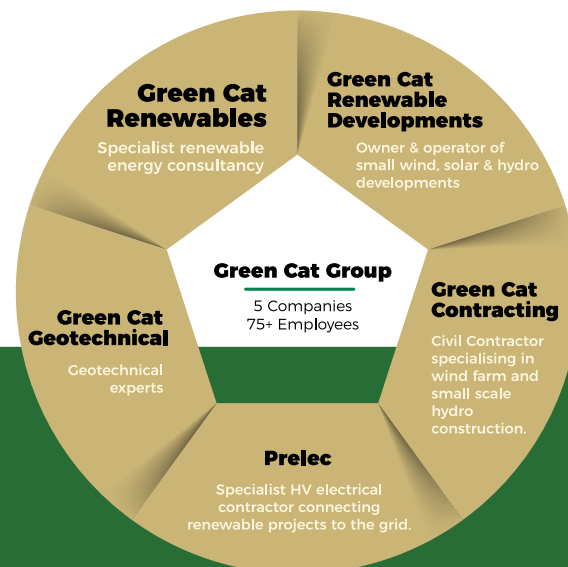 Green Cat
Renewables
Specialist renewable
energy consultancy
Green Cat
Renewable
Developments
Owner & operator of
small wind, solar & hydro
developments
Green Cat Group
5 Companies
75+ Employees
Green Cat
Contracting
Civil Contractor
specialising in
wind farm and
small scale
hydro
construction.
Green Cat
Geotechnical
Geotechnical
experts
Prelec
Specialist HV electrical
contractor connecting
renewable projects to the grid.